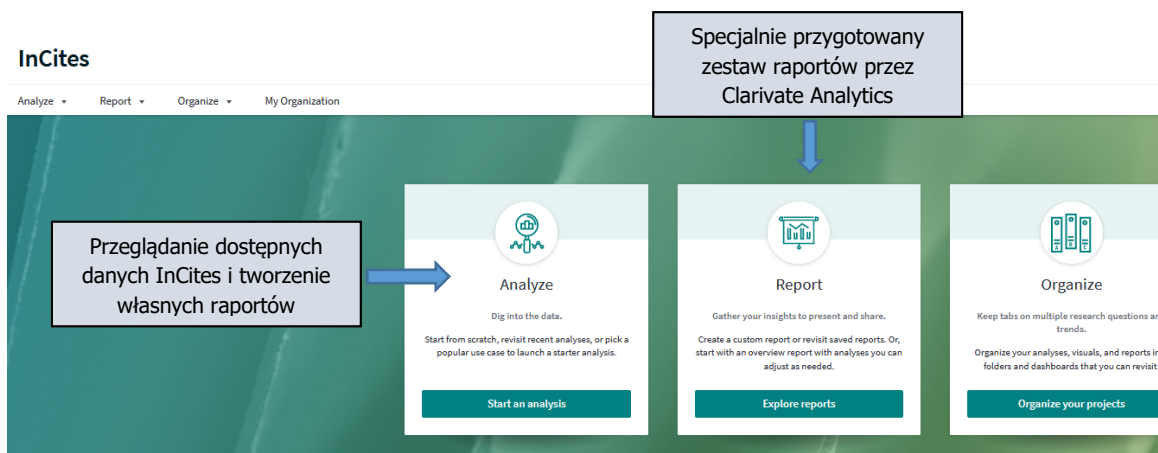 InCites
Analyze
Report
Organize
My Organization
Specjalnie przygotowany
zestaw raportów przez
Clarivate Analytics
Przeglądanie dostępnych
danych InCites i tworzenie
własnych raportów
Analyze
Dig into the data.
Start from scratch, revisit recent analyses, or pick a
popular use case to launch a starter analysis.
Start an analysis
Report
Gather your insights to present and share.
Create a custom report or revisit saved reports. Or,
start with an overview report with analyses you can
adjust as needed.
Explore reports
Organize
Keep tabs on multiple research questions
trends.
Organize your analyses, visuals, and reports
folders and dashboards that you can revisit
Organize your projects